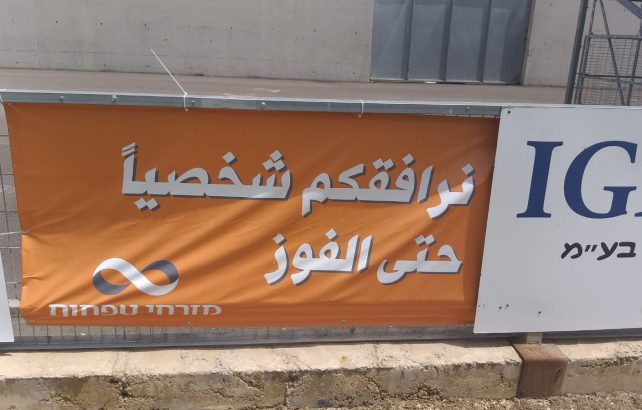 نرافقكم شخصياً
حتى الفوز
מזרחי טפחות
IG
בע״מ